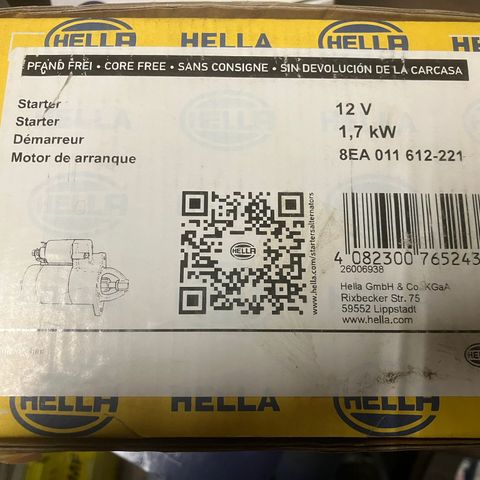 HELLA HELLA HELLA HELLA
PFAND FREI • CORE FREE • SANS CONSIGNE • SIN DEVOLUCIÓN DE LA CARCASA
Starter
Starter
Démarreur
Motor de arranque
12 V
1,7 kW
8EA 011 612-221
HELLA
www.hella.com/startersalternators
4 082300 765243
26006938
Hella GmbH & Co. KGaA
Rixbecker Str. 75
59552 Lippstadt
www.hella.com
HELLA HELLA HELLA HELLA